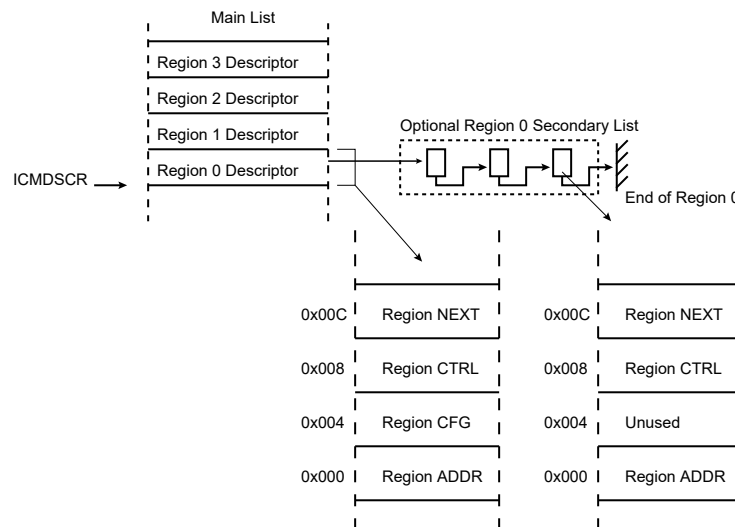 Main List
Region 3 Descriptor
Region 2 Descriptor
Region 1 Descriptor
Region 0 Descriptor
ICMDSCR
Optional Region 0 Secondary List
End of Region 0
0x00C Region NEXT
0x008 Region CTRL
0x004 Region CFG
0x000 Region ADDR
0x00C Region NEXT
0x008 Region CTRL
0x004 Unused
0x000 Region ADDR